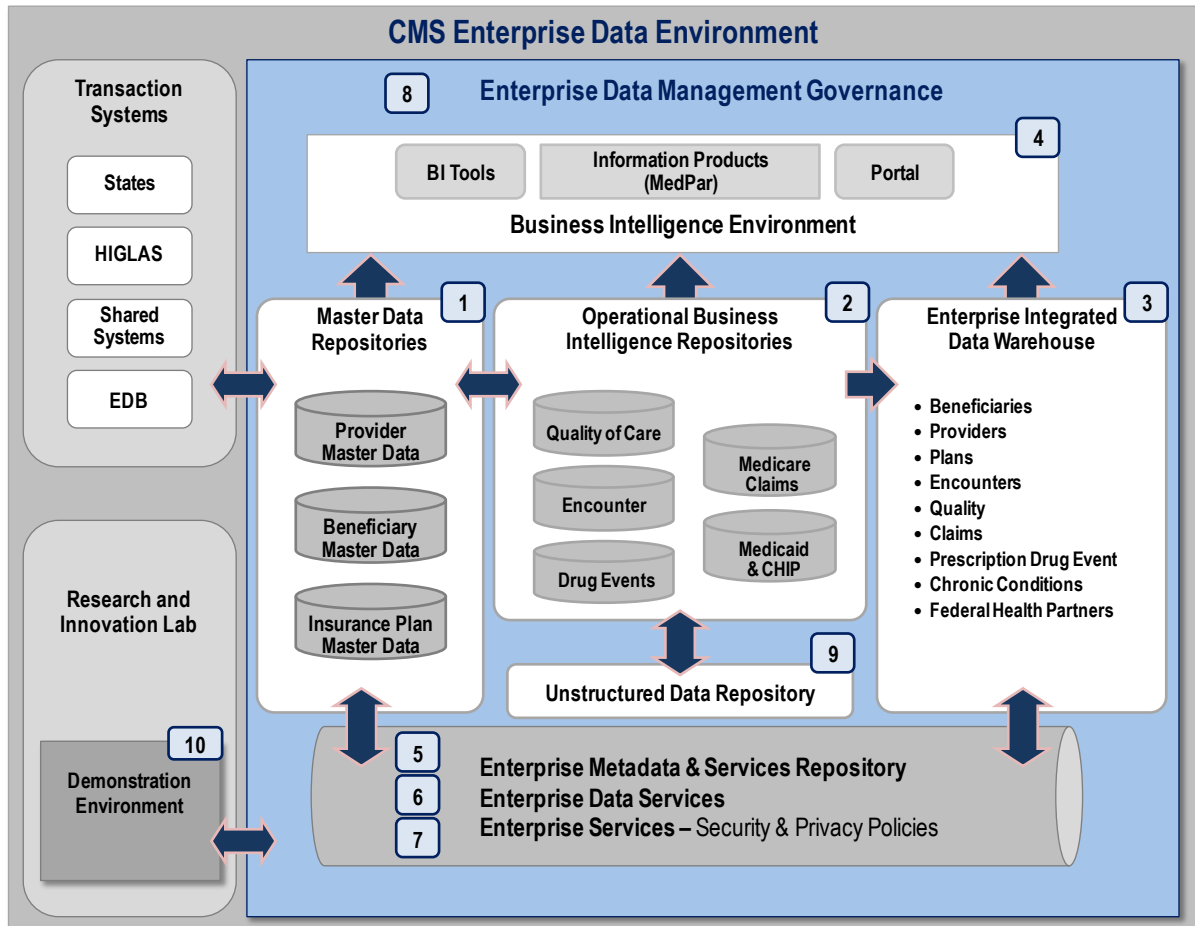 CMS Enterprise Data Environment
Transaction
Systems
States
HIGLAS
Shared
Systems
EDB
Research and
Innovation Lab
10
Demonstration
Environment
8
Enterprise Data Management Governance
4
BI Tools
Information Products
(MedPar)
Portal
Business Intelligence Environment
1
Master Data
Repositories
Provider
Master Data
Beneficiary
Master Data
Insurance Plan
Master Data
2
Operational Business
Intelligence Repositories
Quality of Care
Encounter
Drug Events
Medicare
Claims
Medicaid
& CHIP
3
Enterprise Integrated
Data Warehouse
• Beneficiaries
• Providers
• Plans
• Encounters
• Quality
• Claims
• Prescription Drug Event
• Chronic Conditions
• Federal Health Partners
9
Unstructured Data Repository
5
Enterprise Metadata & Services Repository
6
Enterprise Data Services
7
Enterprise Services – Security & Privacy Policies